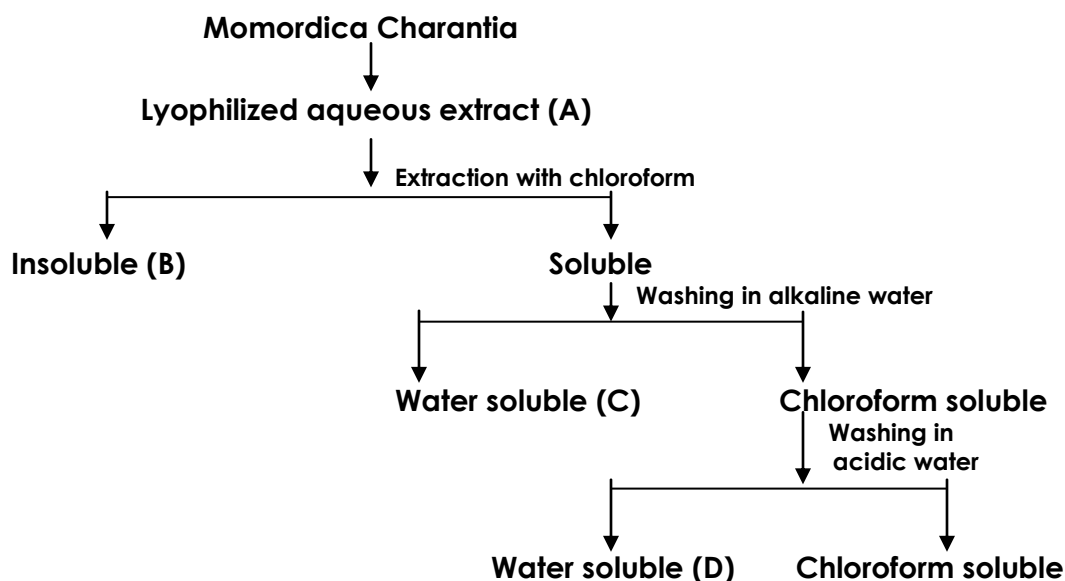 Momordica Charantia
Lyophilized aqueous extract (A)
Extraction with chloroform
Insoluble (B)
Soluble
Washing in alkaline water
Water soluble (C)
Chloroform soluble
Washing in
acidic water
Water soluble (D)
Chloroform soluble